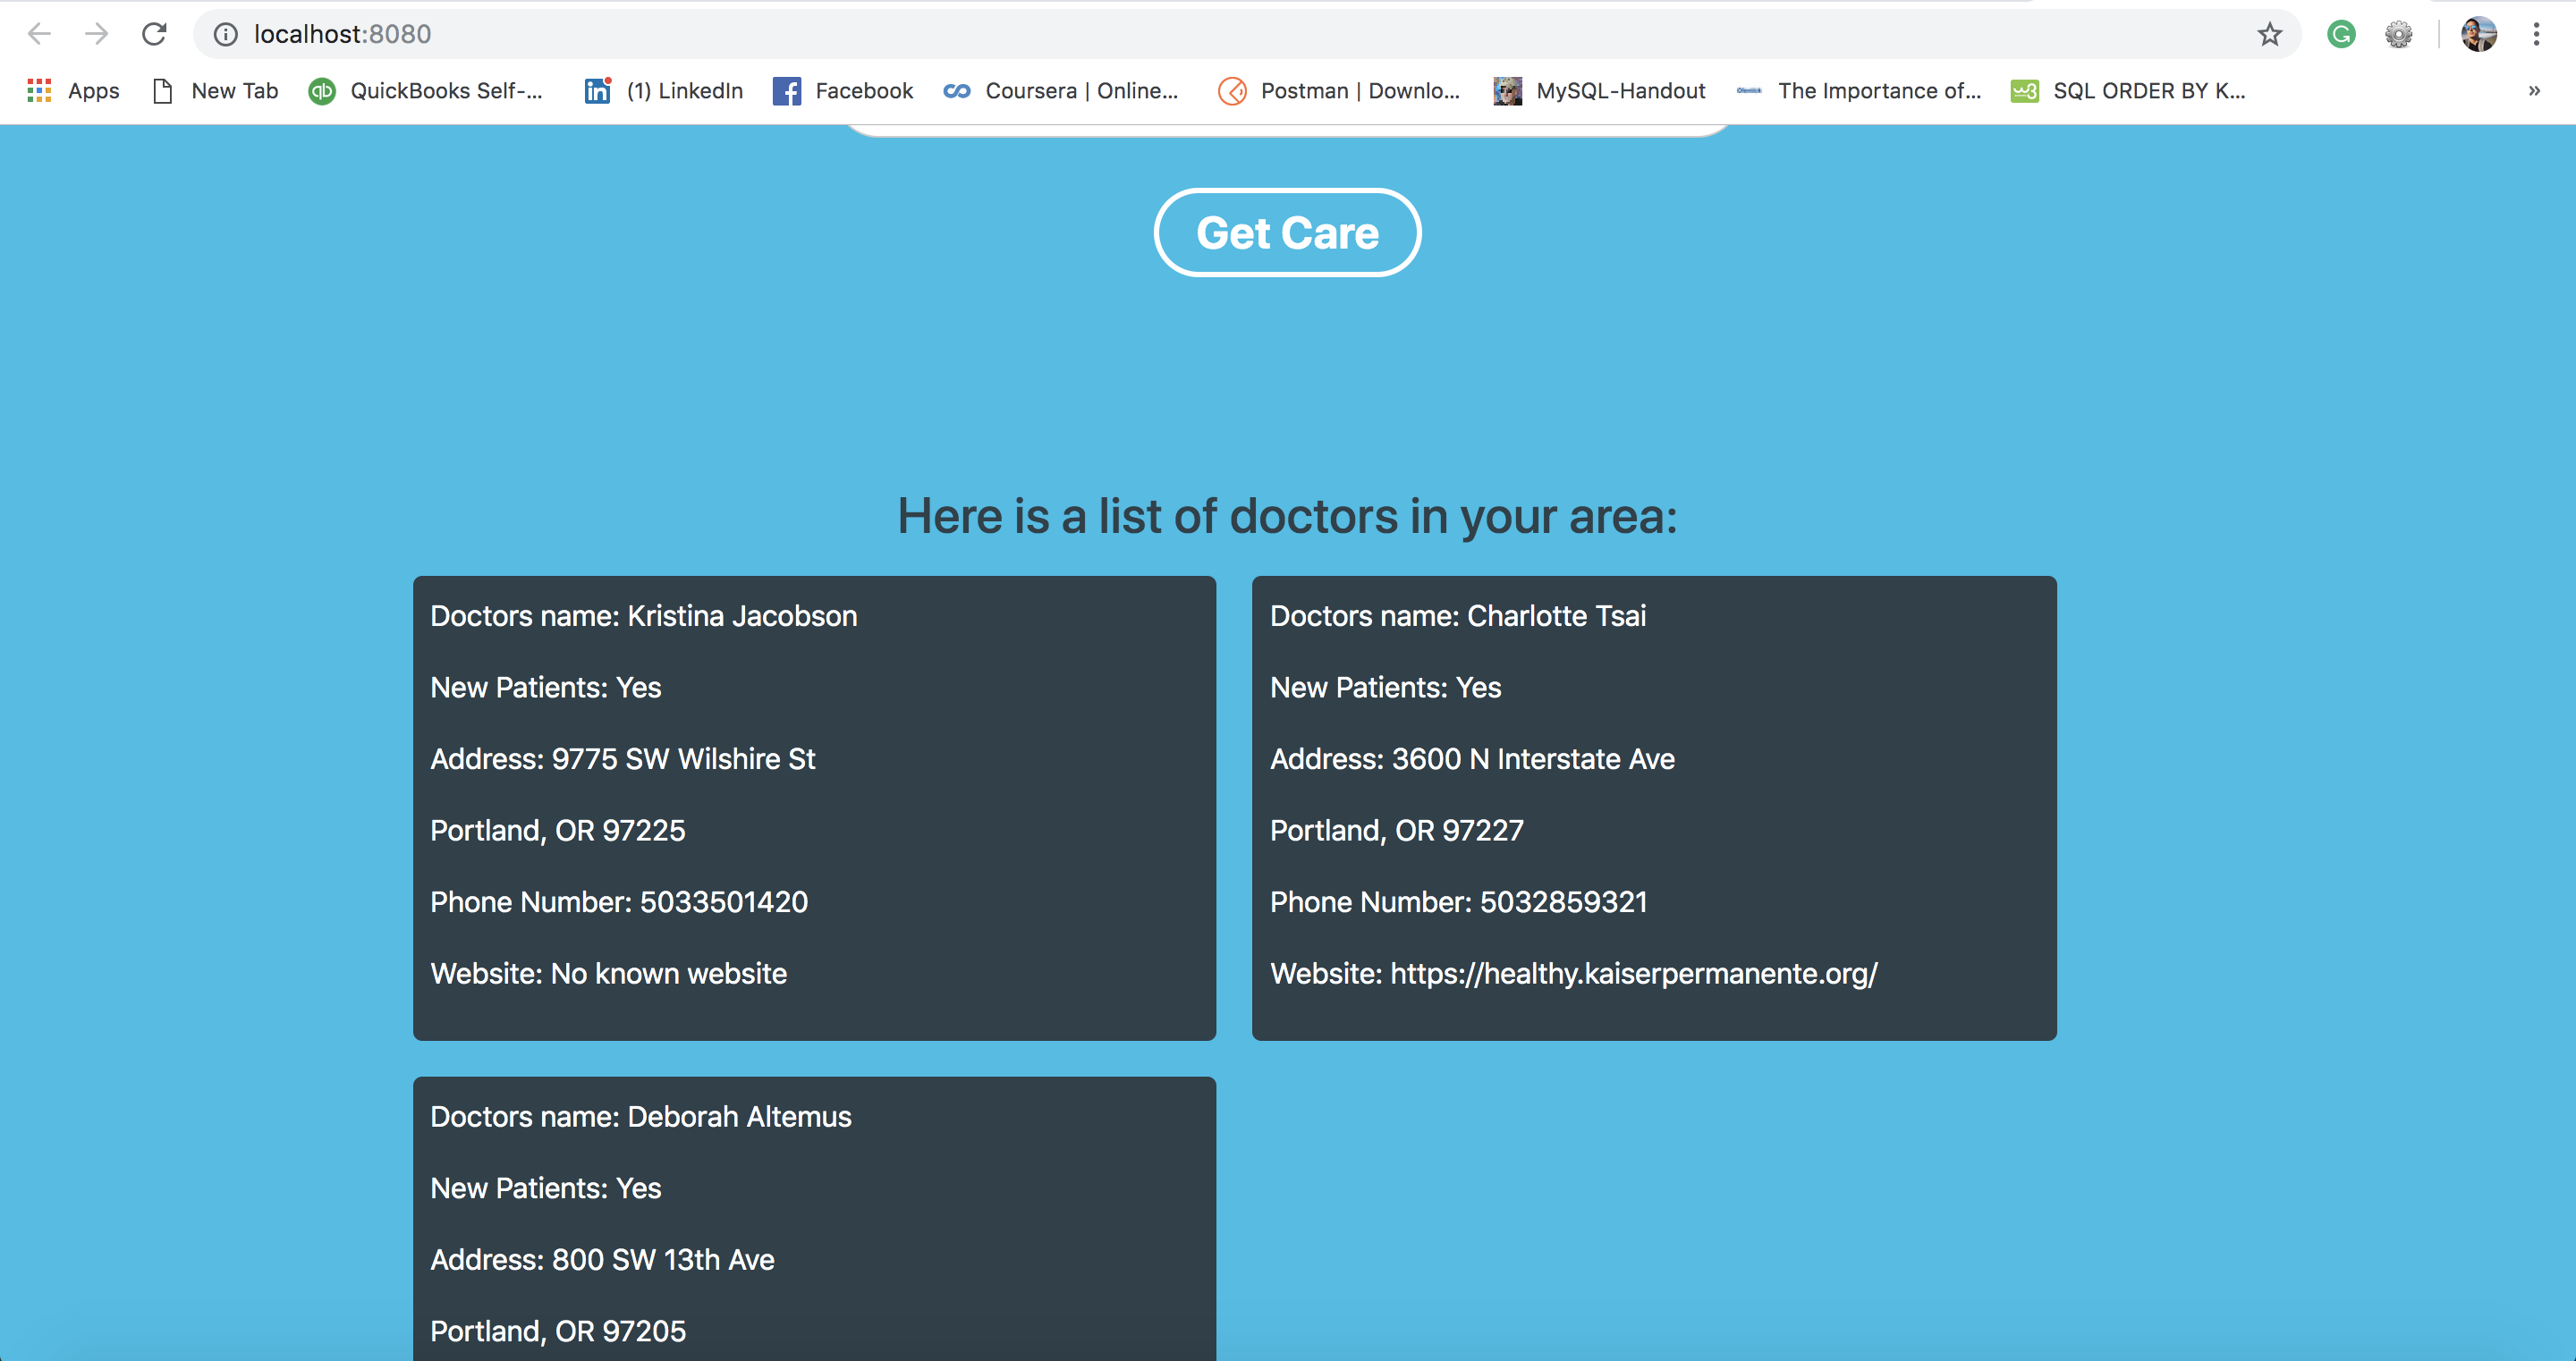 localhost:8080
Apps
New Tab
QuickBooks Self-...
(1) LinkedIn
Facebook
Coursera | Online...
Postman | Downlo...
MySQL-Handout
The Importance of...
SQL ORDER BY K...
»
Get Care
Here is a list of doctors in your area:
Doctors name: Kristina Jacobson
New Patients: Yes
Address: 9775 SW Wilshire St
Portland, OR 97225
Phone Number: 5033501420
Website: No known website
Doctors name: Charlotte Tsai
New Patients: Yes
Address: 3600 N Interstate Ave
Portland, OR 97227
Phone Number: 5032859321
Website: https://healthy.kaiserpermanente.org/
Doctors name: Deborah Altemus
New Patients: Yes
Address: 800 SW 13th Ave
Portland, OR 97205